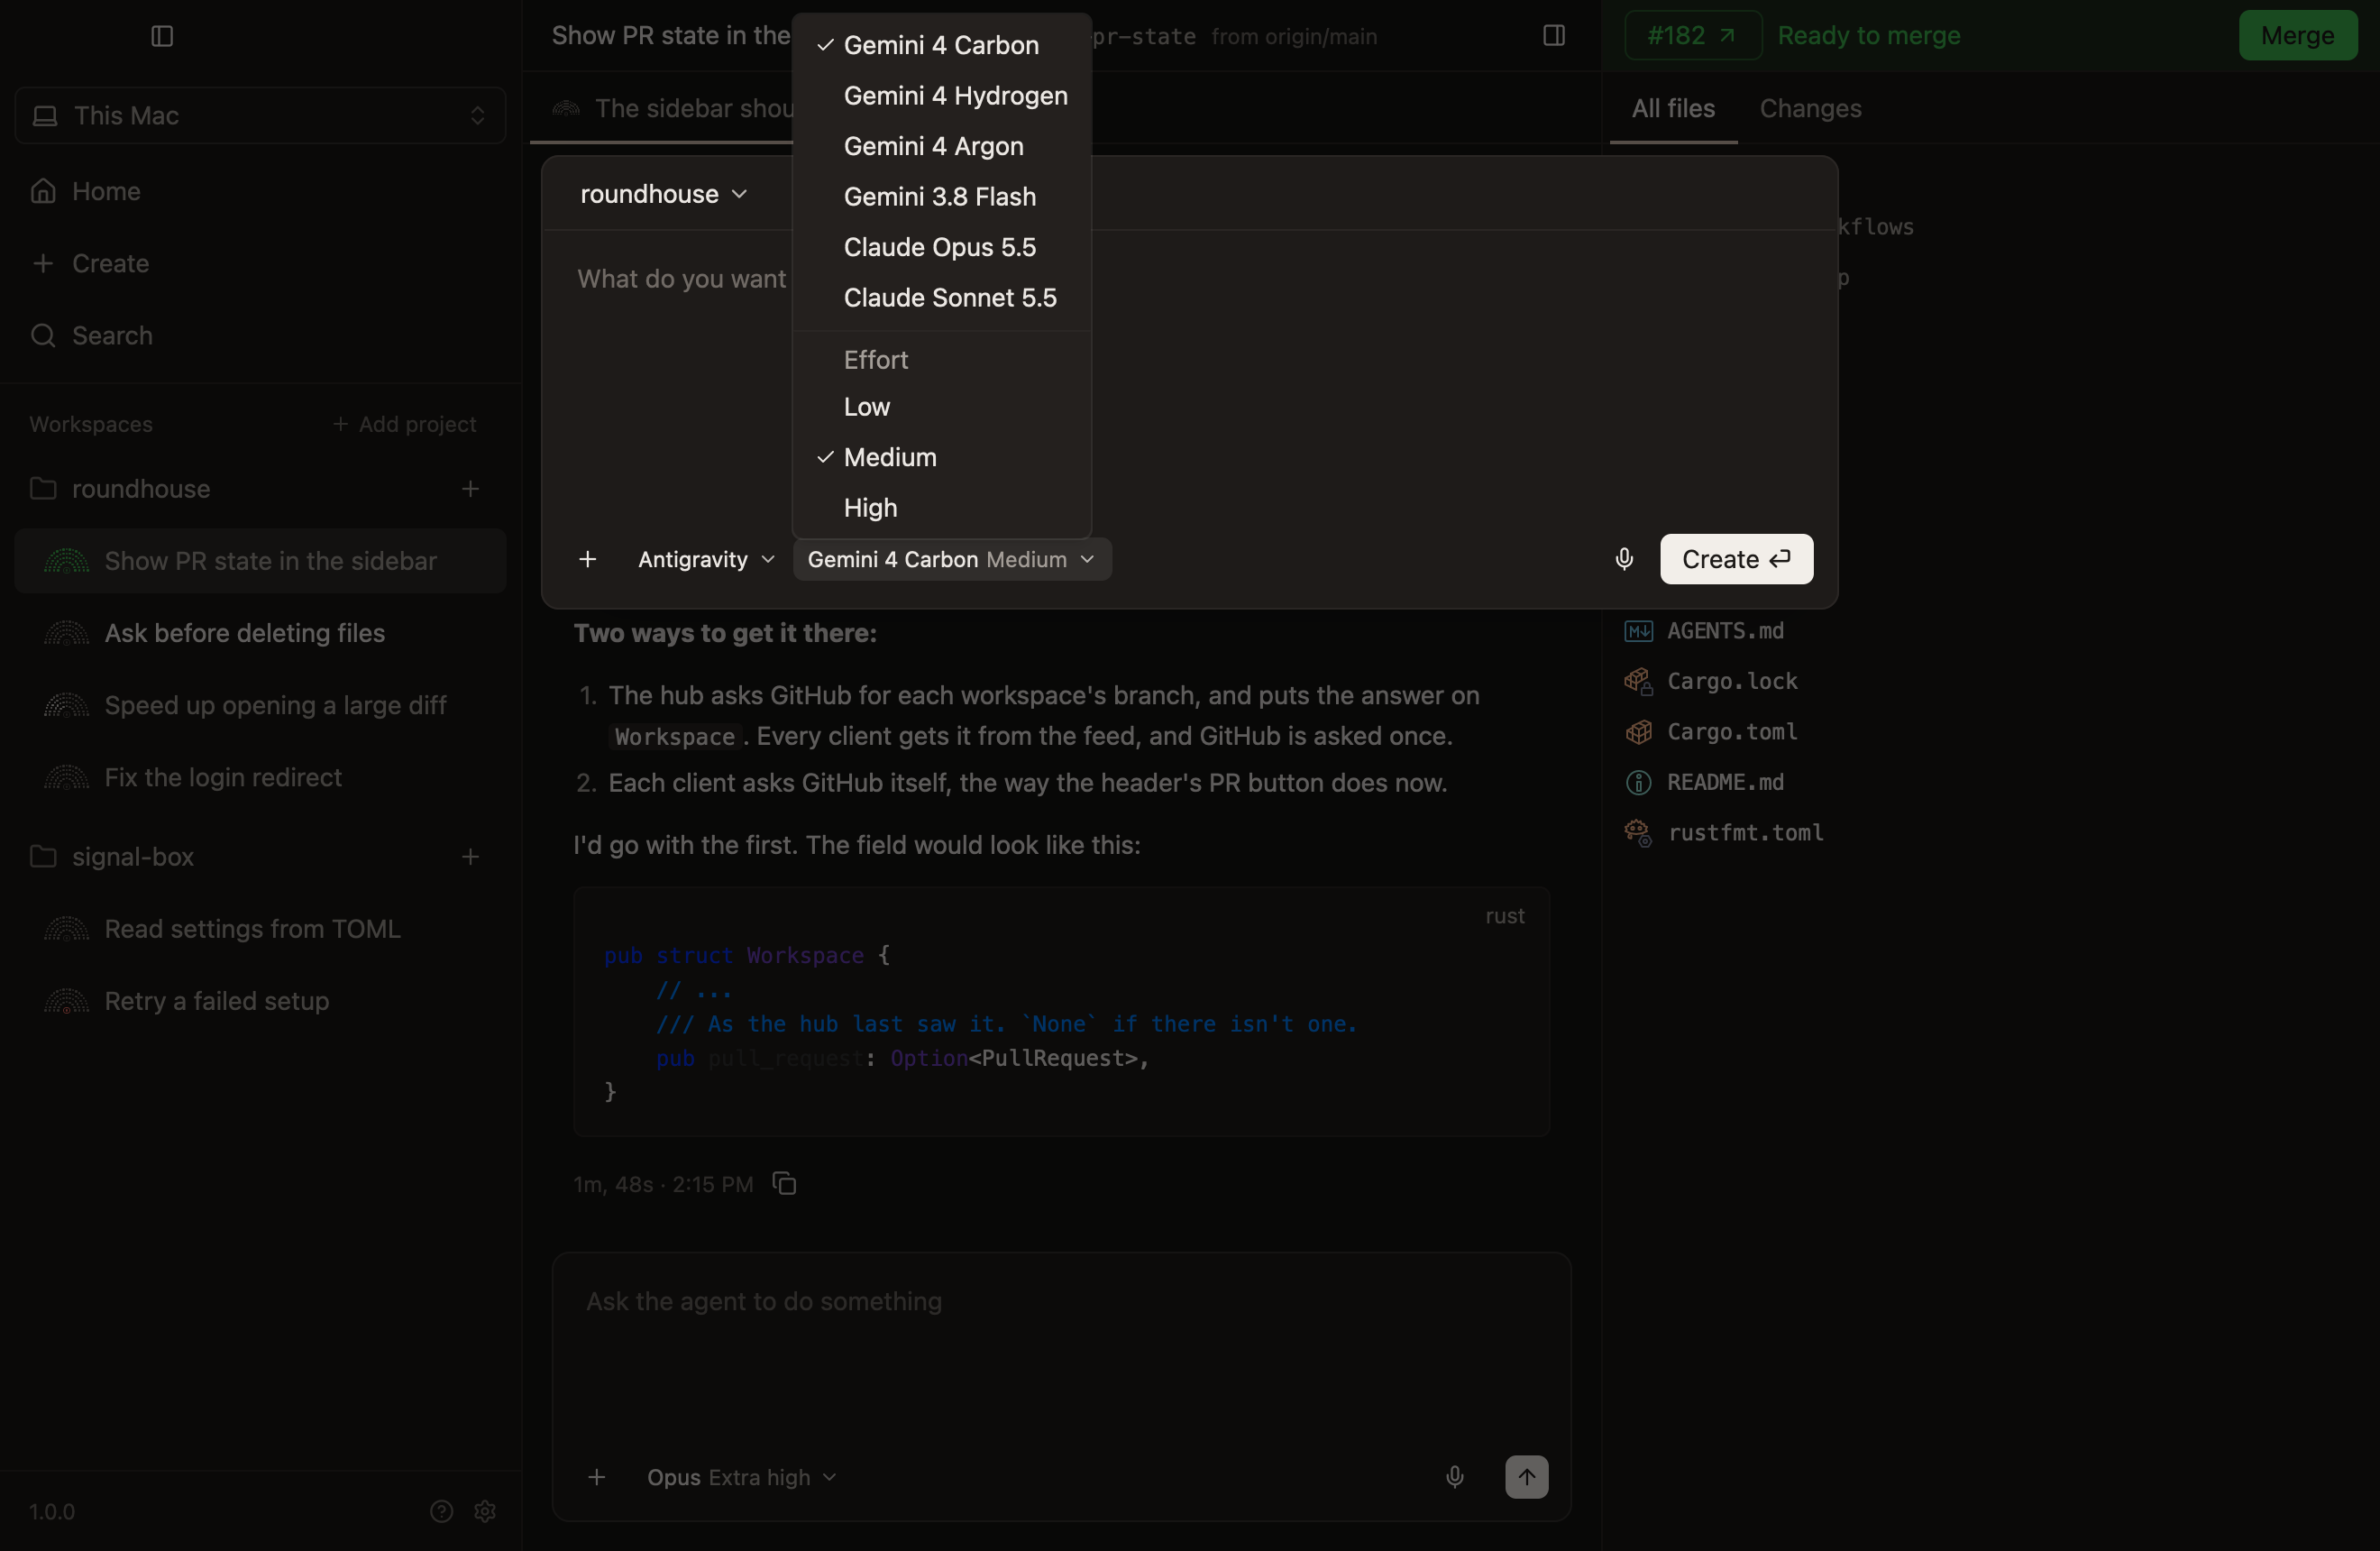 This Mac
Home
Create
Search
Workspaces
Add project
roundhouse
Show PR state in the sidebar
Ask before deleting files
Speed up opening a large diff
Fix the login redirect
signal-box
Read settings from TOML
Retry a failed setup
1.0.0
Show PR state in the
pr-state from origin/main
The sidebar shou
Gemini 4 Carbon
Gemini 4 Hydrogen
Gemini 4 Argon
Gemini 3.8 Flash
Claude Opus 5.5
Claude Sonnet 5.5
Effort
Low
Medium
High
roundhouse
What do you want
Antigravity
Gemini 4 Carbon Medium
Create
Two ways to get it there:
1. The hub asks GitHub for each workspace's branch, and puts the answer on
Workspace. Every client gets it from the feed, and GitHub is asked once.
2. Each client asks GitHub itself, the way the header's PR button does now.
I'd go with the first. The field would look like this:
rust
pub struct Workspace {
// ...
/// As the hub last saw it. `None` if there isn't one.
pub pull_request: Option<PullRequest>,
}
1m, 48s · 2:15 PM
Ask the agent to do something
Opus Extra high
#182
Ready to merge
Merge
All files
Changes
kflows
p
AGENTS.md
Cargo.lock
Cargo.toml
README.md
rustfmt.toml